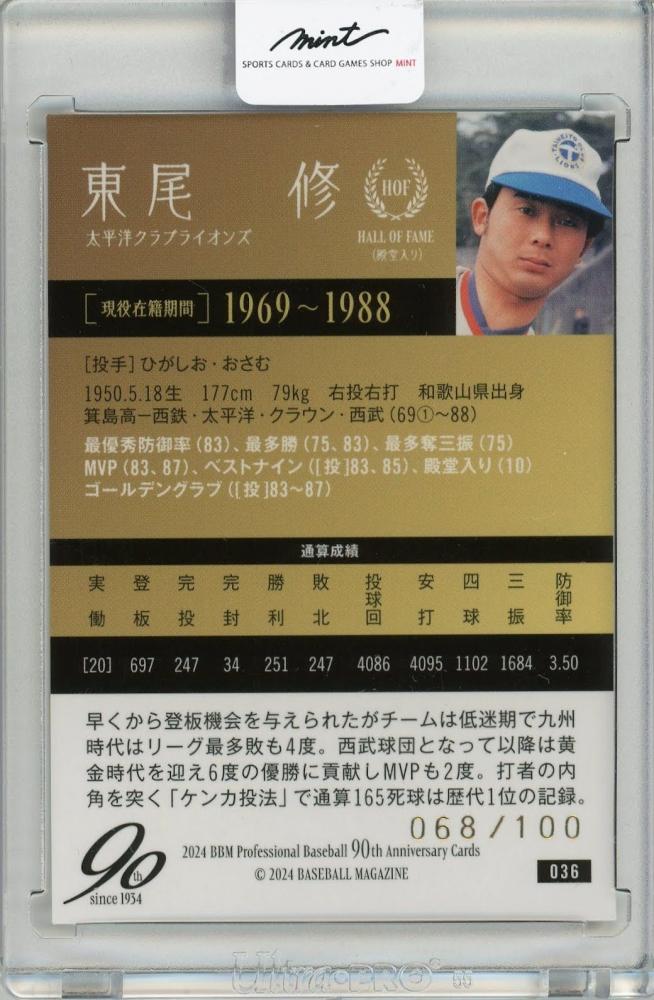 mint
SPORTS CARDS & CARD GAMES SHOP MINT
東尾 修
太平洋クラブライオンズ
HOF
HALL OF FAME
(殿堂入り)
[現役在籍期間] 1969~1988
[投手]ひがしお・おさむ
1950.5.18生 177cm 79kg 右投右打 和歌山県出身
箕島高ー西鉄・太平洋・クラウン・西武(69①~88)
最優秀防御率(83)、最多勝(75、83)、最多奪三振(75)
MVP(83、87)、ベストナイン([投]83、85)、殿堂入り(10)
ゴールデングラブ([投]83~87)
通算成績
実働 登板 完投 完封 勝利 敗北 投球回 安打 四球 三振 防御率
[20] 697 247 34 251 247 4086 4095 1102 1684 3.50
早くから登板機会を与えられたがチームは低迷期で九州
時代はリーグ最多敗も4度。西武球団となって以降は黄
金時代を迎え6度の優勝に貢献しMVPも2度。打者の内
角を突く「ケンカ投法」で通算165死球は歴代1位の記録。
068/100
90th
since 1934
2024 BBM Professional Baseball 90th Anniversary Cards
© 2024 BASEBALL MAGAZINE
036
Ultra·PRO